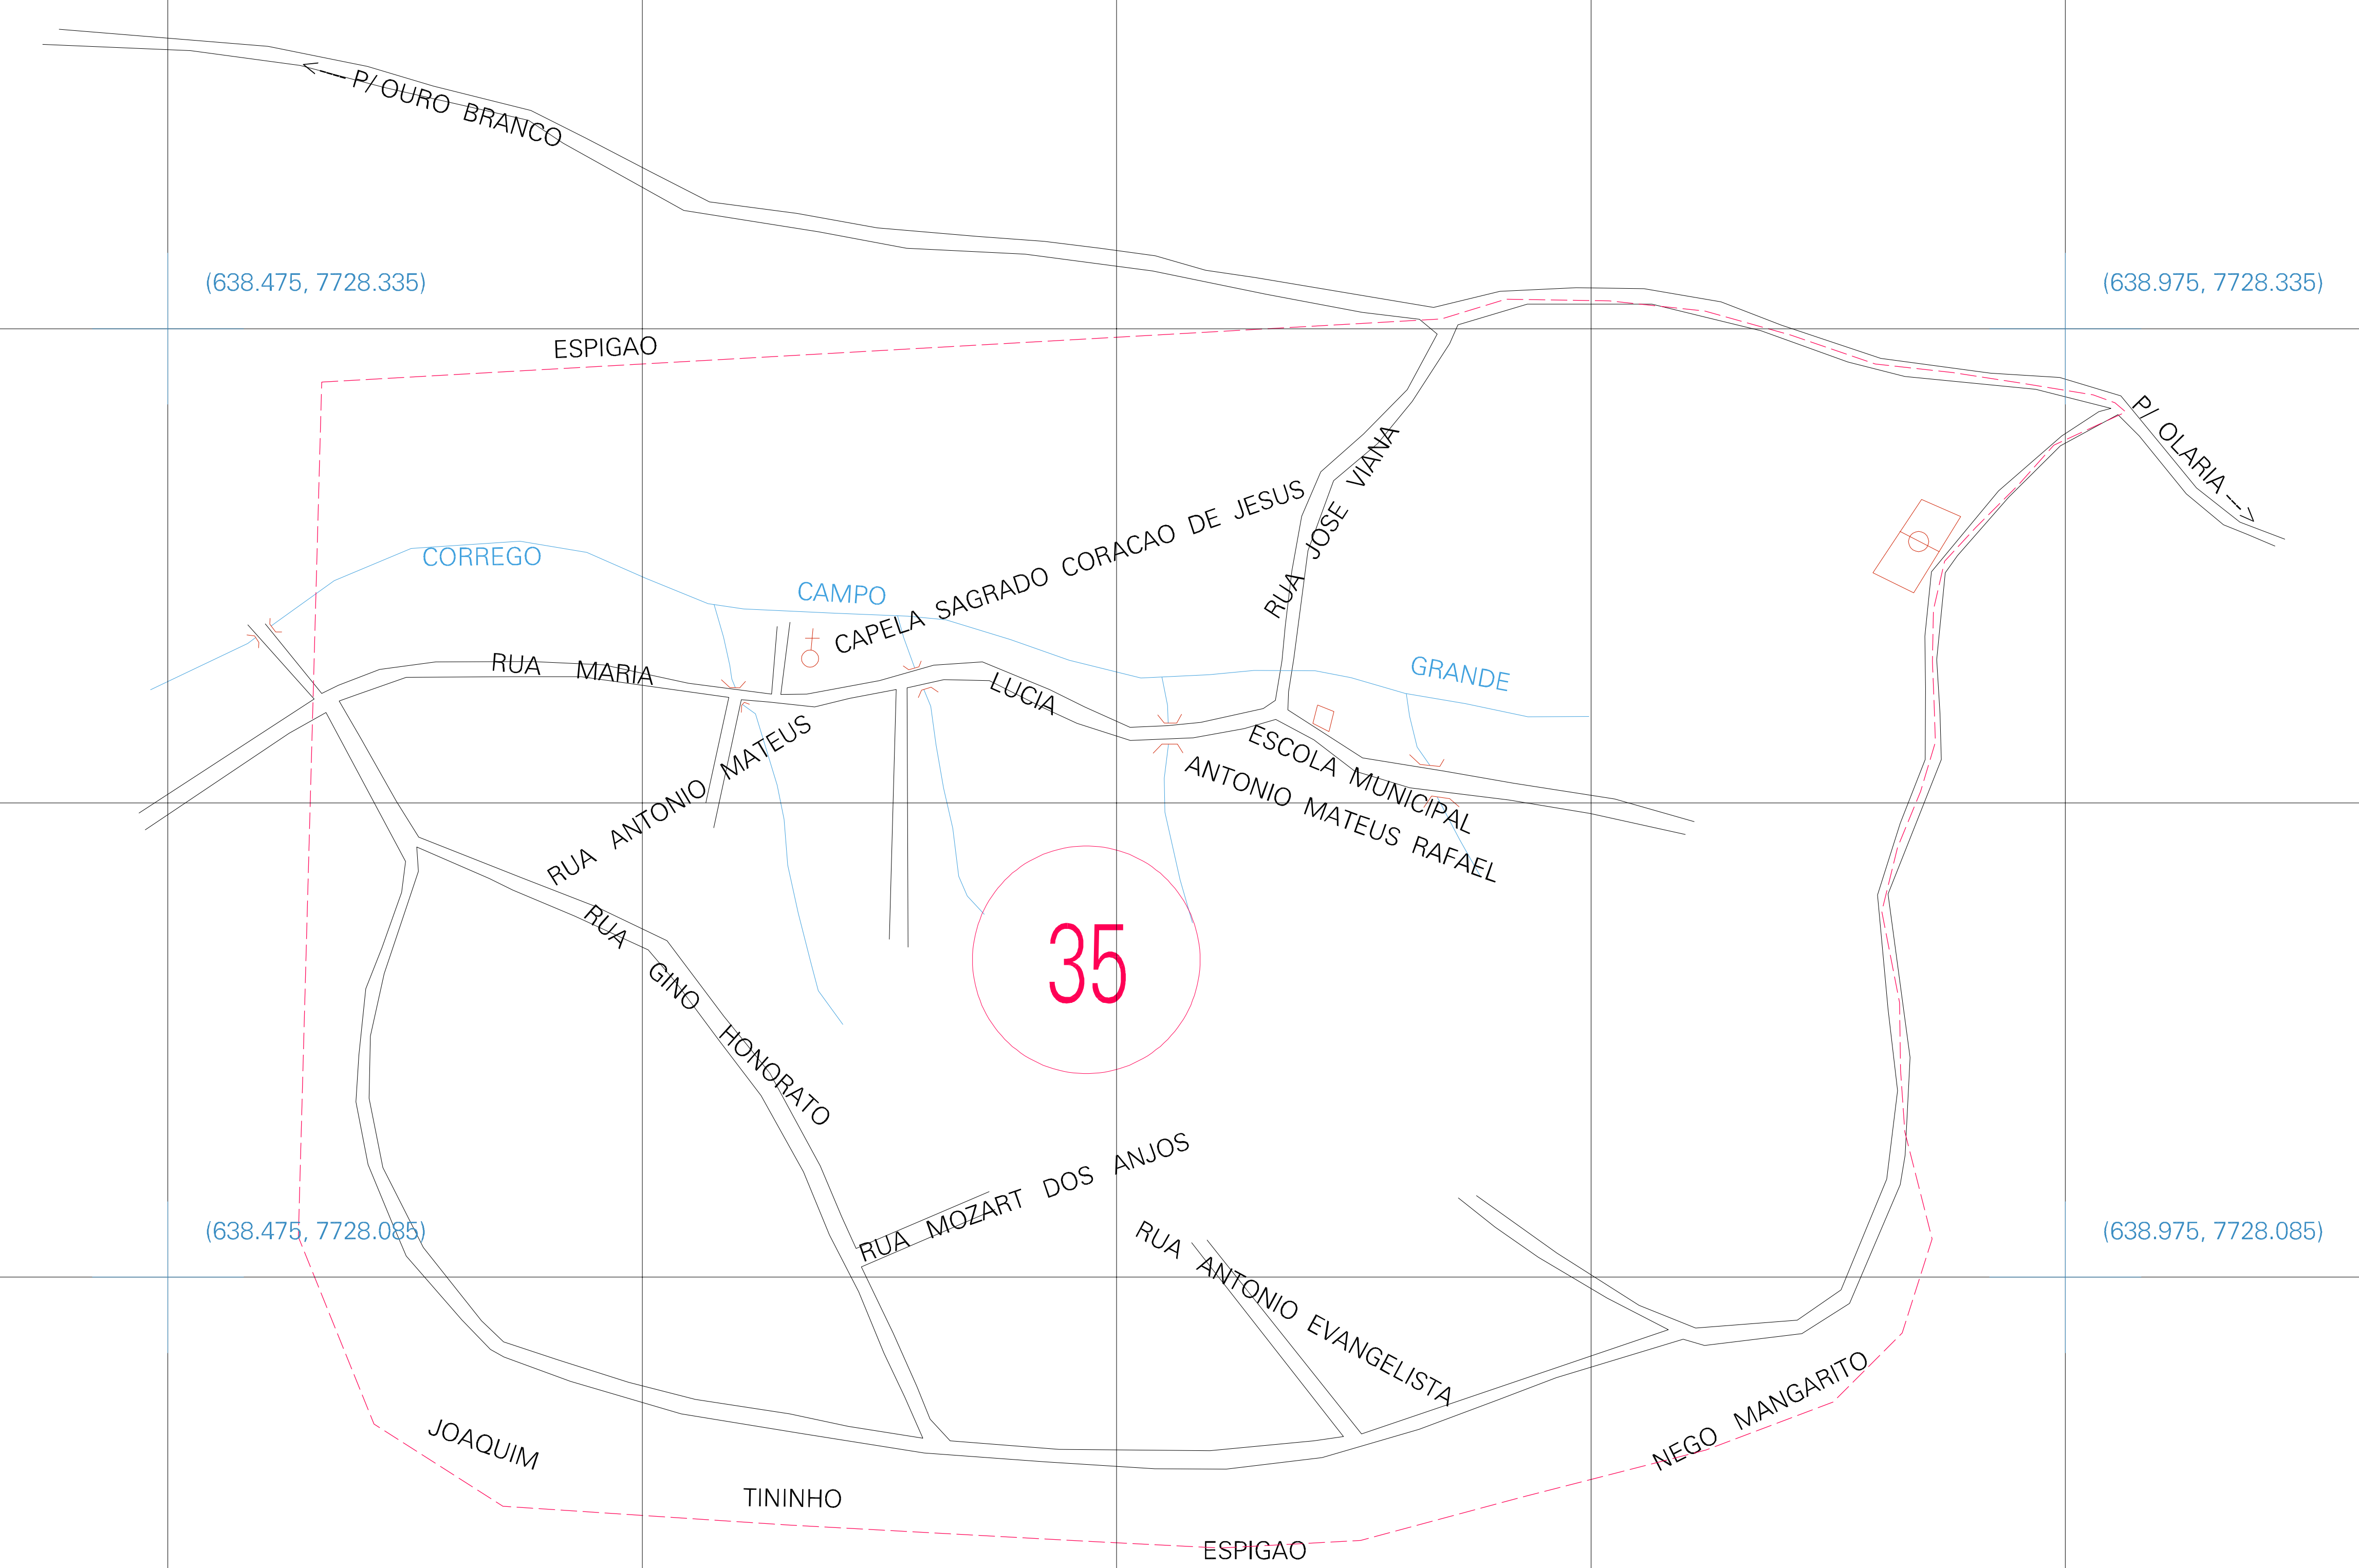 P/ OURO BRANCO
(638.475, 7728.335)
(638.975, 7728.335)
ESPIGAO
P/ OLARIA
RUA JOSE VIANA
CAPELA SAGRADO CORACAO DE JESUS
CORREGO
CAMPO
GRANDE
RUA MARIA
LUCIA
RUA ANTONIO MATEUS
ESCOLA MUNICIPAL
ANTONIO MATEUS RAFAEL
RUA GINO HONORATO
35
RUA MOZART DOS ANJOS
(638.475, 7728.085)
RUA ANTONIO EVANGELISTA
(638.975, 7728.085)
NEGO MANGARITO
JOAQUIM
TININHO
ESPIGAO